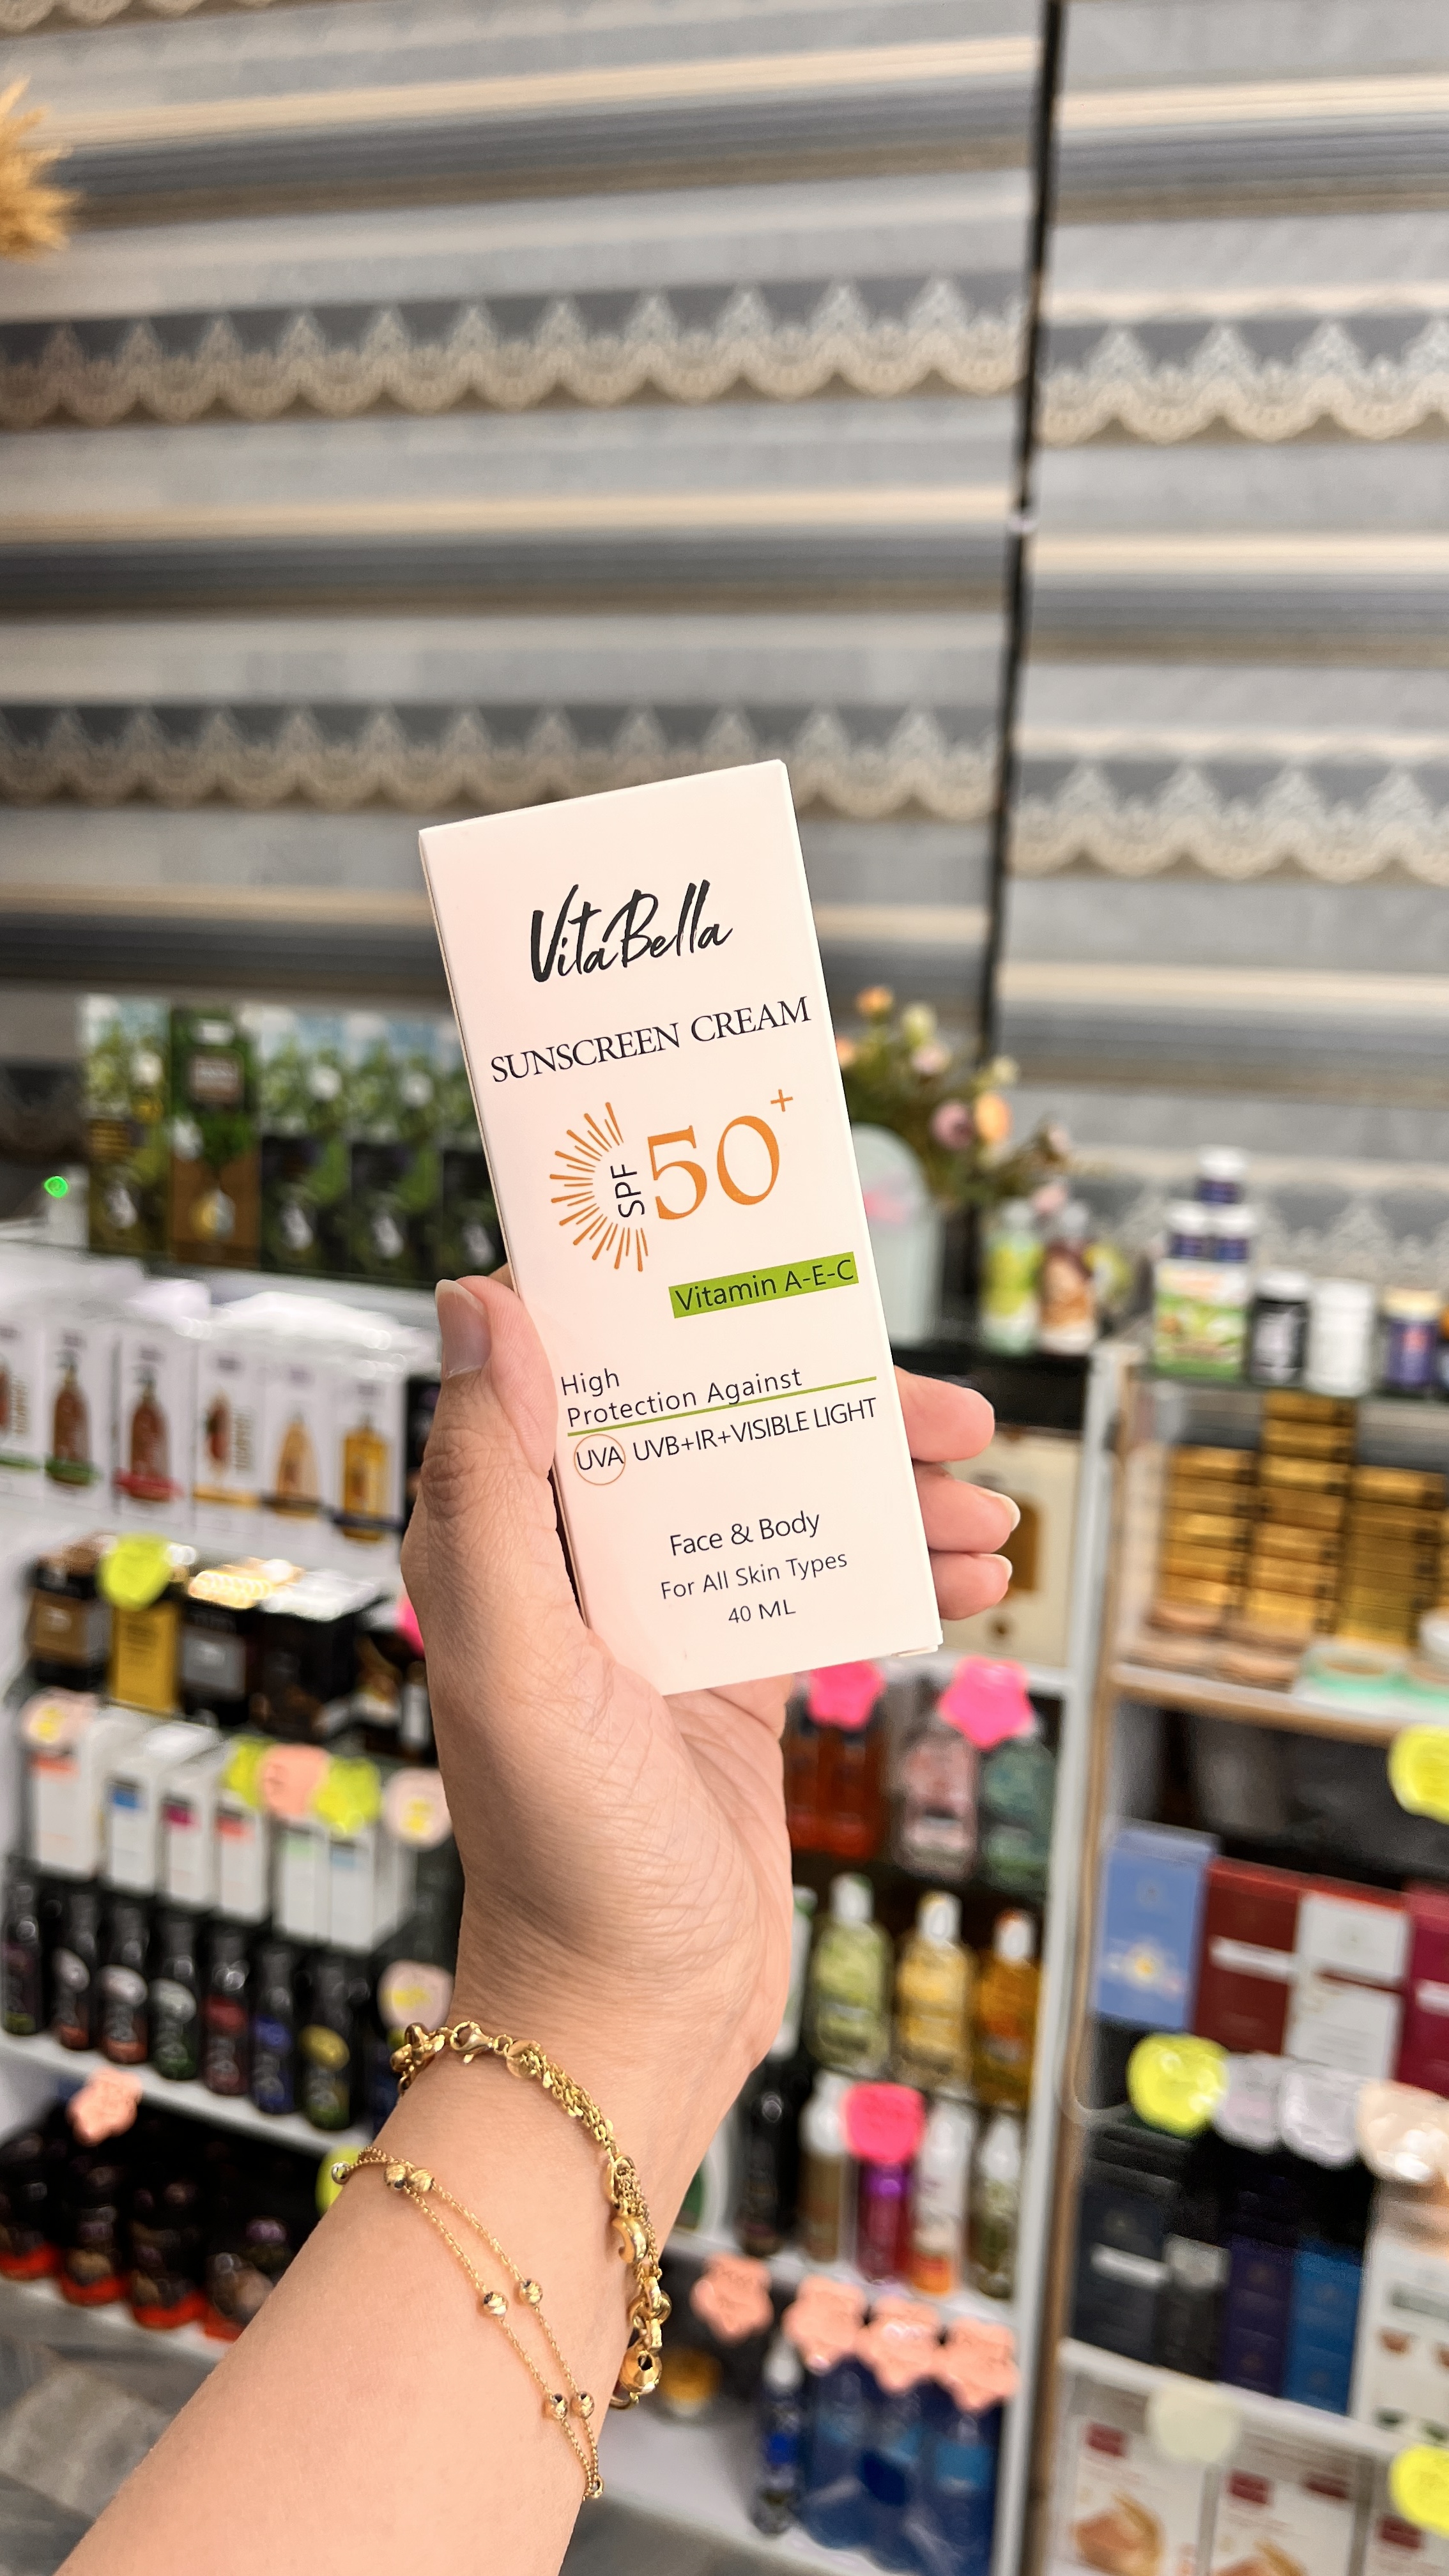 VitaBella
SUNSCREEN CREAM
SPF 50+
Vitamin A-E-C
High
Protection Against
UVA UVB+IR+VISIBLE LIGHT
Face & Body
For All Skin Types
40 ML